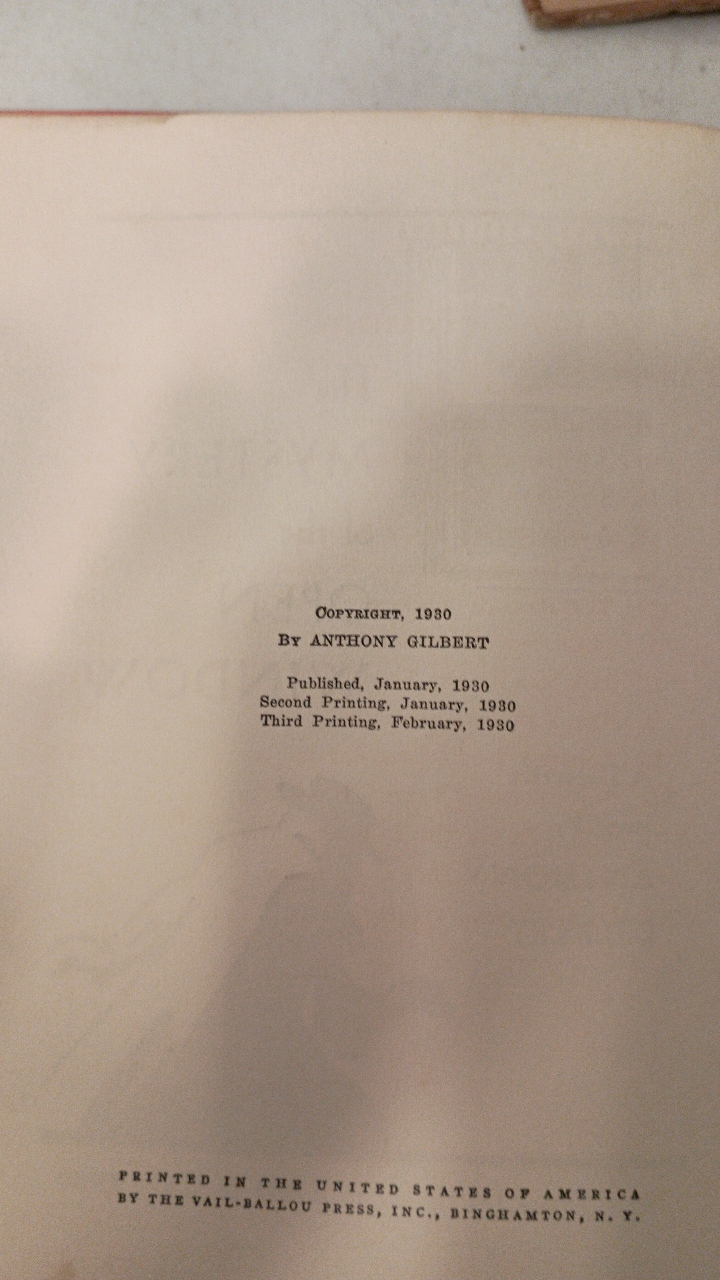 COPYRIGHT, 1930
BY ANTHONY GILBERT
Published, January, 1930
Second Printing, January, 1930
Third Printing, February, 1930
PRINTED IN THE UNITED STATES OF AMERICA
BY THE VAIL-BALLOU PRESS, INC., BINGHAMTON, N. Y.